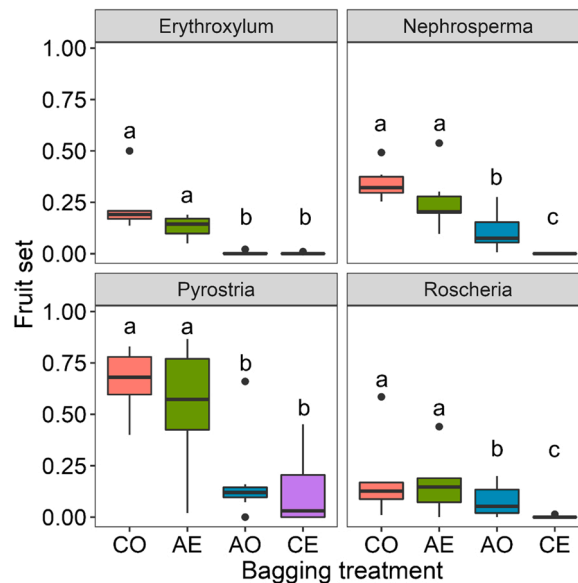 Erythroxylum
Nephrosperma
1.00
0.75
0.50
0.25
0.00
a
a
b
b
a
a
b
c
Fruit set
Pyrostria
Roscheria
1.00
0.75
0.50
0.25
0.00
a
a
b
b
a
a
b
c
CO AE AO CE
CO AE AO CE
Bagging treatment